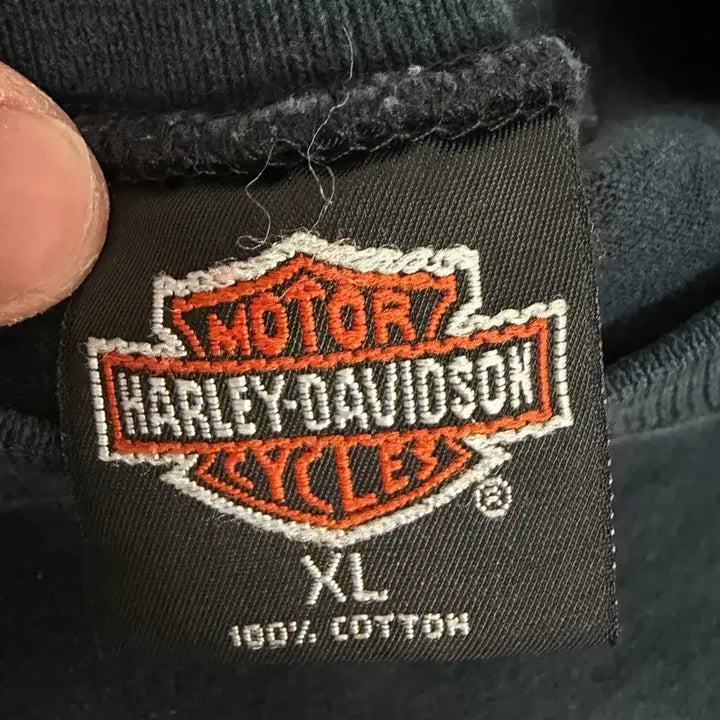 MOTOR
HARLEY-DAVIDSON
CYCLES
®
XL
100% COTTON